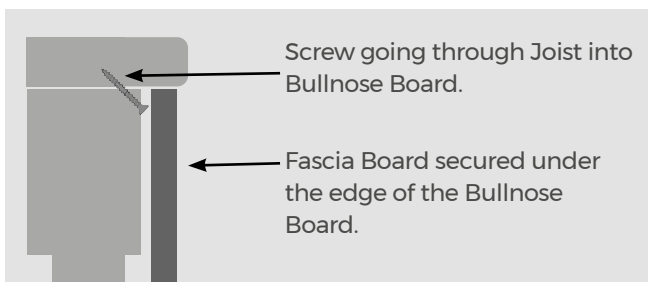 Screw going through Joist into
Bullnose Board.
Fascia Board secured under
the edge of the Bullnose
Board.